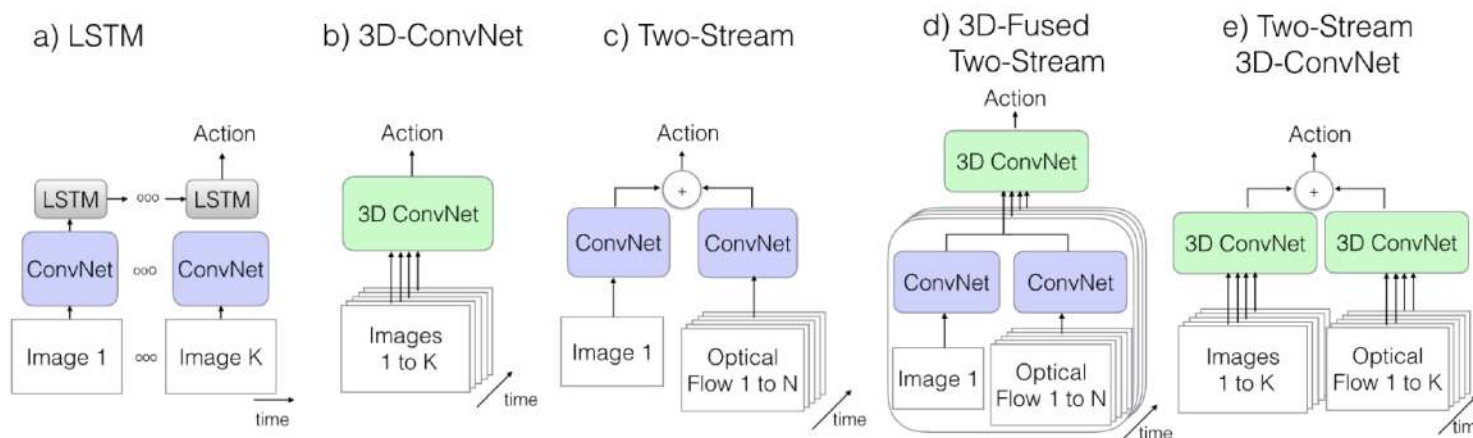 a) LSTM
Action
LSTM ooo LSTM
ConvNet ooo ConvNet
Image 1 ooo Image K
time
b) 3D-ConvNet
Action
3D ConvNet
Images
1 to K
time
c) Two-Stream
Action
+
ConvNet
ConvNet
Image 1
Optical
Flow 1 to N
time
d) 3D-Fused
Two-Stream
Action
3D ConvNet
ConvNet
ConvNet
Image 1
Optical
Flow 1 to N
time
e) Two-Stream
3D-ConvNet
Action
+
3D ConvNet
3D ConvNet
Images
1 to K
Optical
Flow 1 to K
time